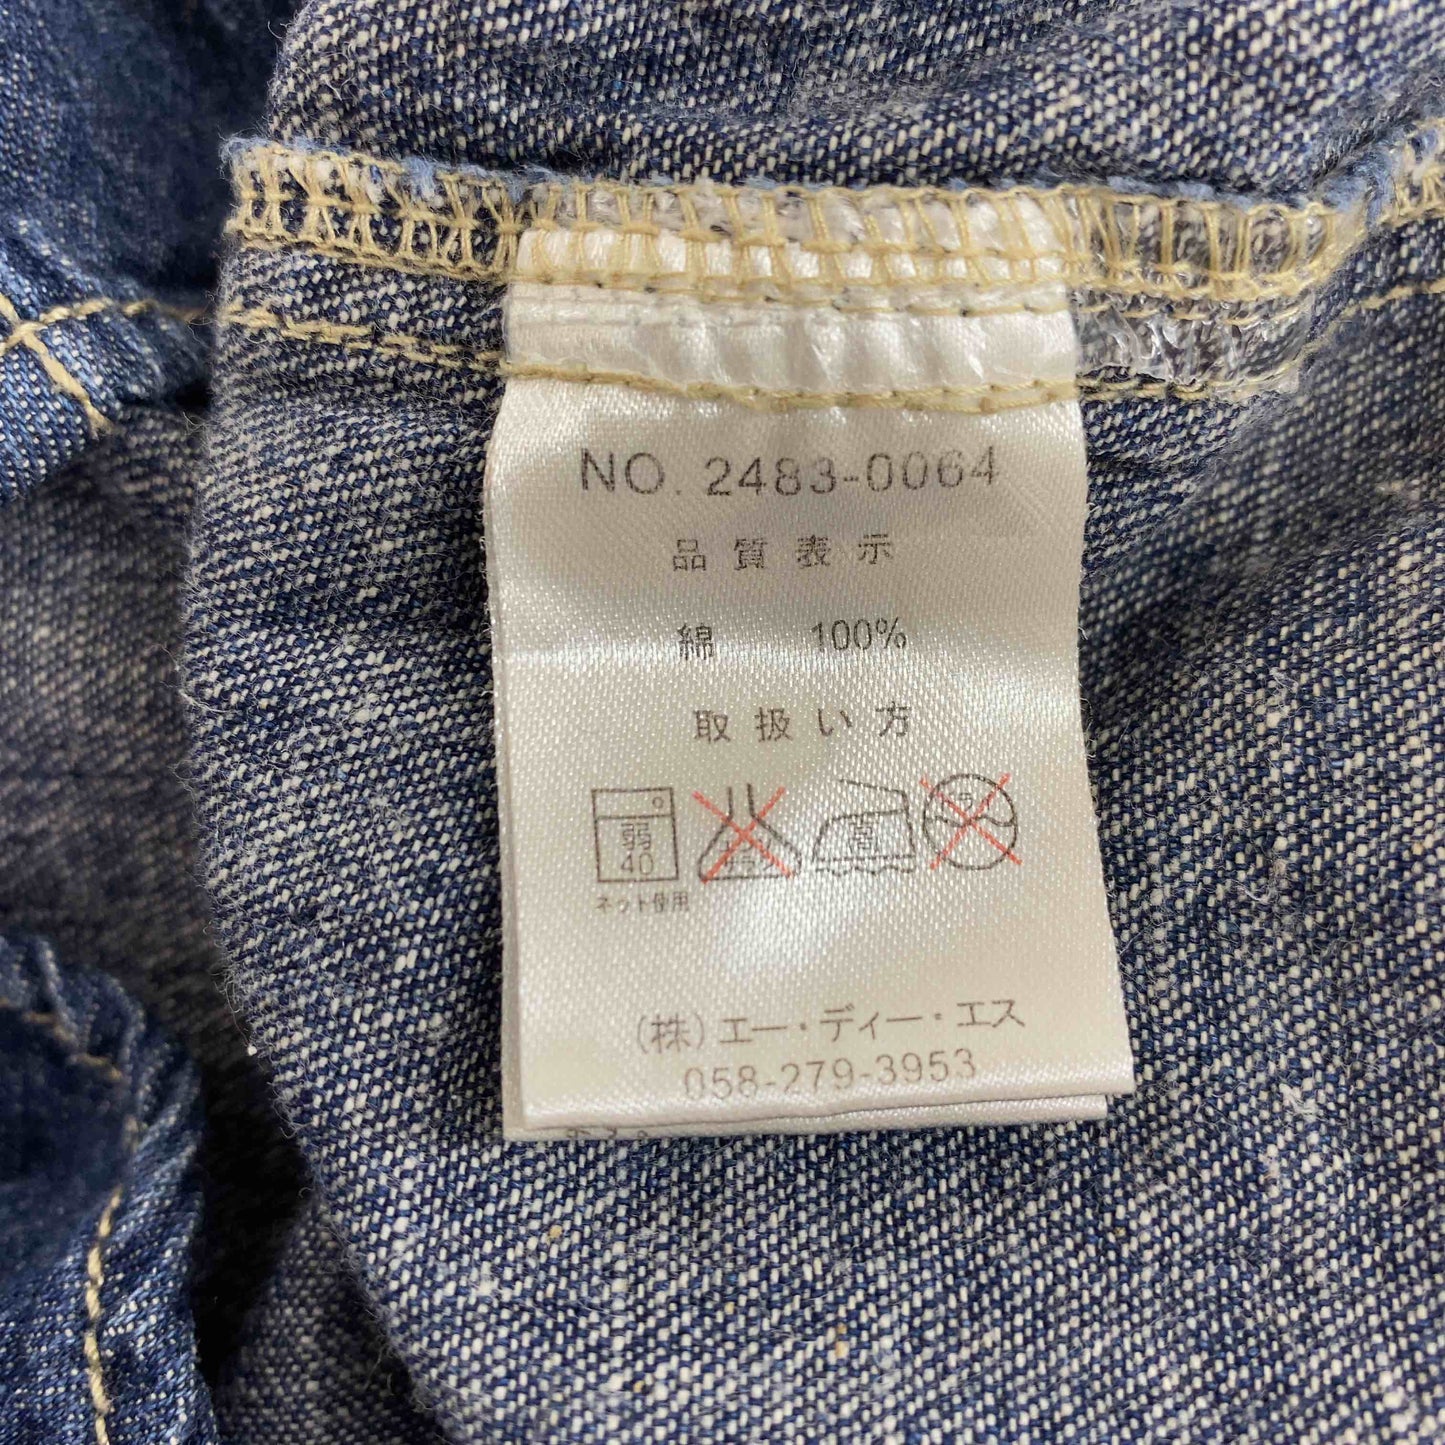 NO. 2483-0064
品質表示
綿 100%
取扱い方
弱 40 高
ネット使用
(株)エー・ディー・エス
058-279-3953